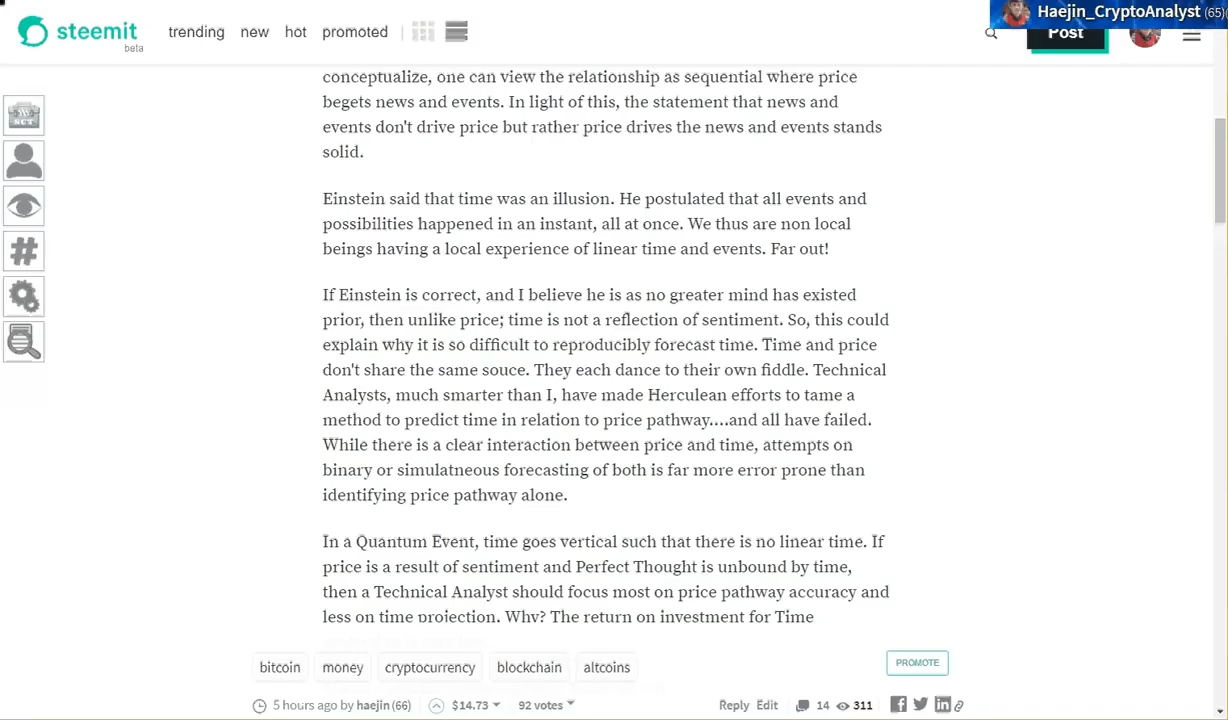 Haejin_CryptoAnalyst (65)
steemit
beta
trending new hot promoted
Post
SCT
conceptualize, one can view the relationship as sequential where price
begets news and events. In light of this, the statement that news and
events don't drive price but rather price drives the news and events stands
solid.
Einstein said that time was an illusion. He postulated that all events and
possibilities happened in an instant, all at once. We thus are non local
beings having a local experience of linear time and events. Far out!
If Einstein is correct, and I believe he is as no greater mind has existed
prior, then unlike price; time is not a reflection of sentiment. So, this could
explain why it is so difficult to reproducibly forecast time. Time and price
don't share the same souce. They each dance to their own fiddle. Technical
Analysts, much smarter than I, have made Herculean efforts to tame a
method to predict time in relation to price pathway....and all have failed.
While there is a clear interaction between price and time, attempts on
binary or simulatneous forecasting of both is far more error prone than
identifying price pathway alone.
In a Quantum Event, time goes vertical such that there is no linear time. If
price is a result of sentiment and Perfect Thought is unbound by time,
then a Technical Analyst should focus most on price pathway accuracy and
less on time projection. Why? The return on investment for Time
bitcoin money cryptocurrency blockchain altcoins
PROMOTE
5 hours ago by haejin (66) $14.73 92 votes Reply Edit 14 311